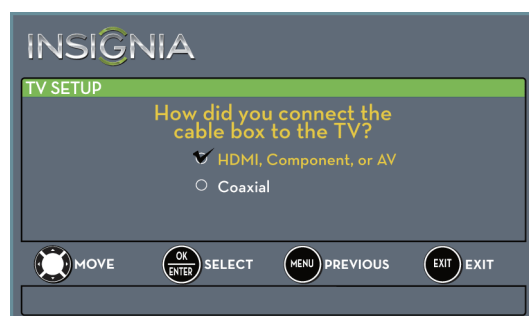 INSIGNIA
TV SETUP
How did you connect the
cable box to the TV?
HDMI, Component, or AV
Coaxial
MOVE OK ENTER SELECT MENU PREVIOUS EXIT EXIT